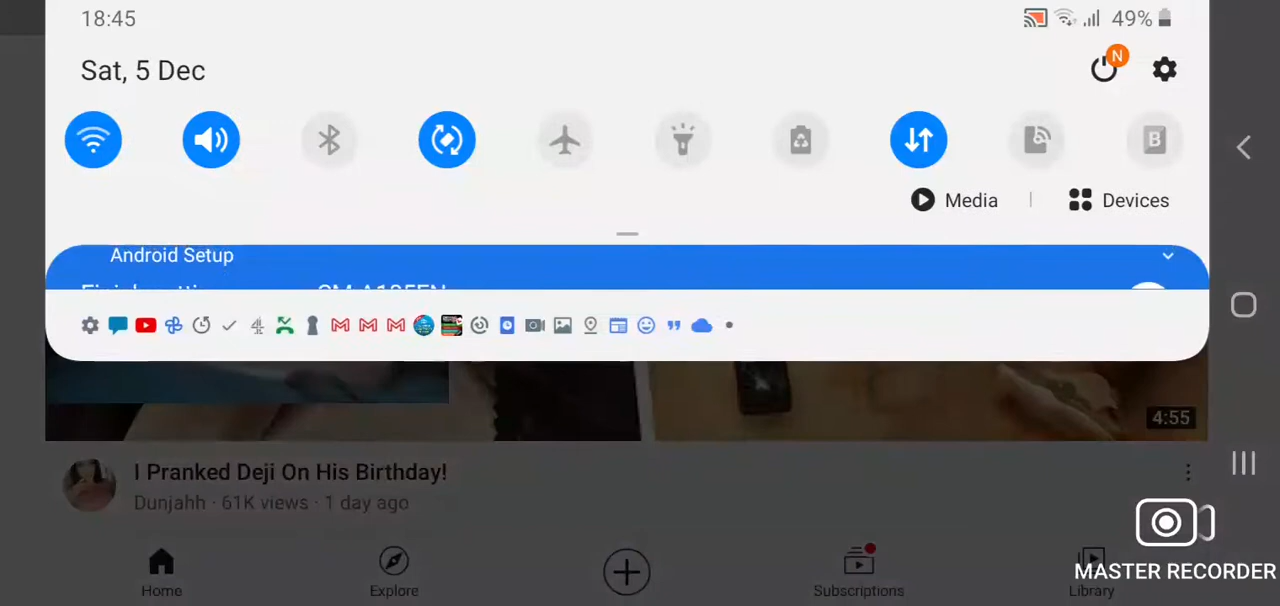 18:45
49%
Sat, 5 Dec
N
B
Media
Devices
Android Setup
4:55
I Pranked Deji On His Birthday!
Dunjahh · 61K views · 1 day ago
Home
Explore
Subscriptions
Library
MASTER RECORDER